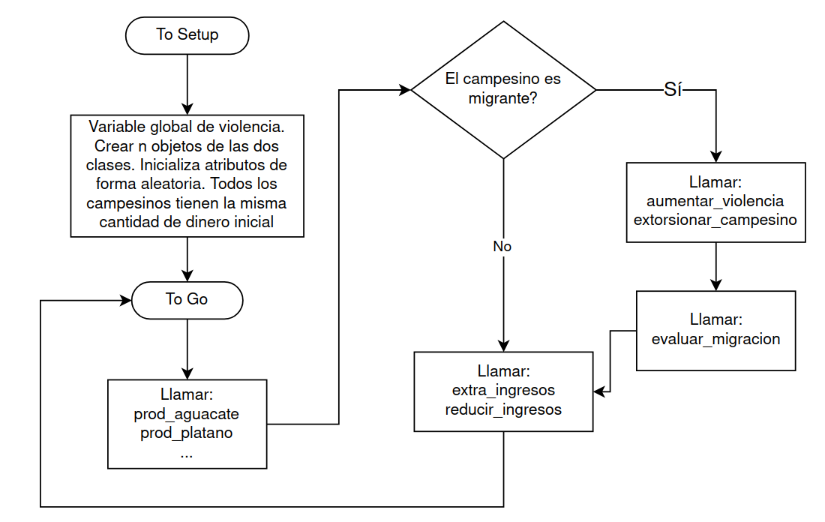 To Setup
Variable global de violencia.
Crear n objetos de las dos
clases. Inicializa atributos de
forma aleatoria. Todos los
campesinos tienen la misma
cantidad de dinero inicial
To Go
Llamar:
prod_aguacate
prod_platano
...
El campesino es
migrante?
Sí
No
Llamar:
aumentar_violencia
extorsionar_campesino
Llamar:
evaluar_migracion
Llamar:
extra_ingresos
reducir_ingresos